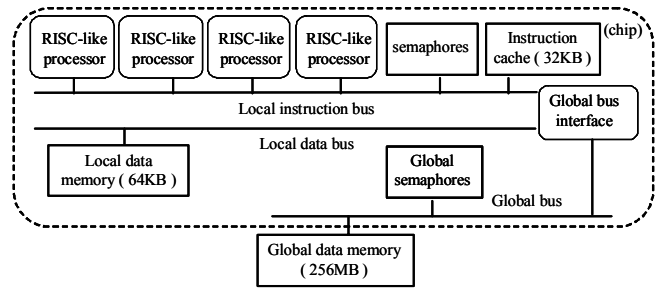 RISC-like
processor
RISC-like
processor
RISC-like
processor
RISC-like
processor
semaphores
Instruction
cache ( 32KB )
(chip)
Local instruction bus
Global bus
interface
Local data bus
Local data
memory ( 64KB )
Global
semaphores
Global bus
Global data memory
( 256MB )